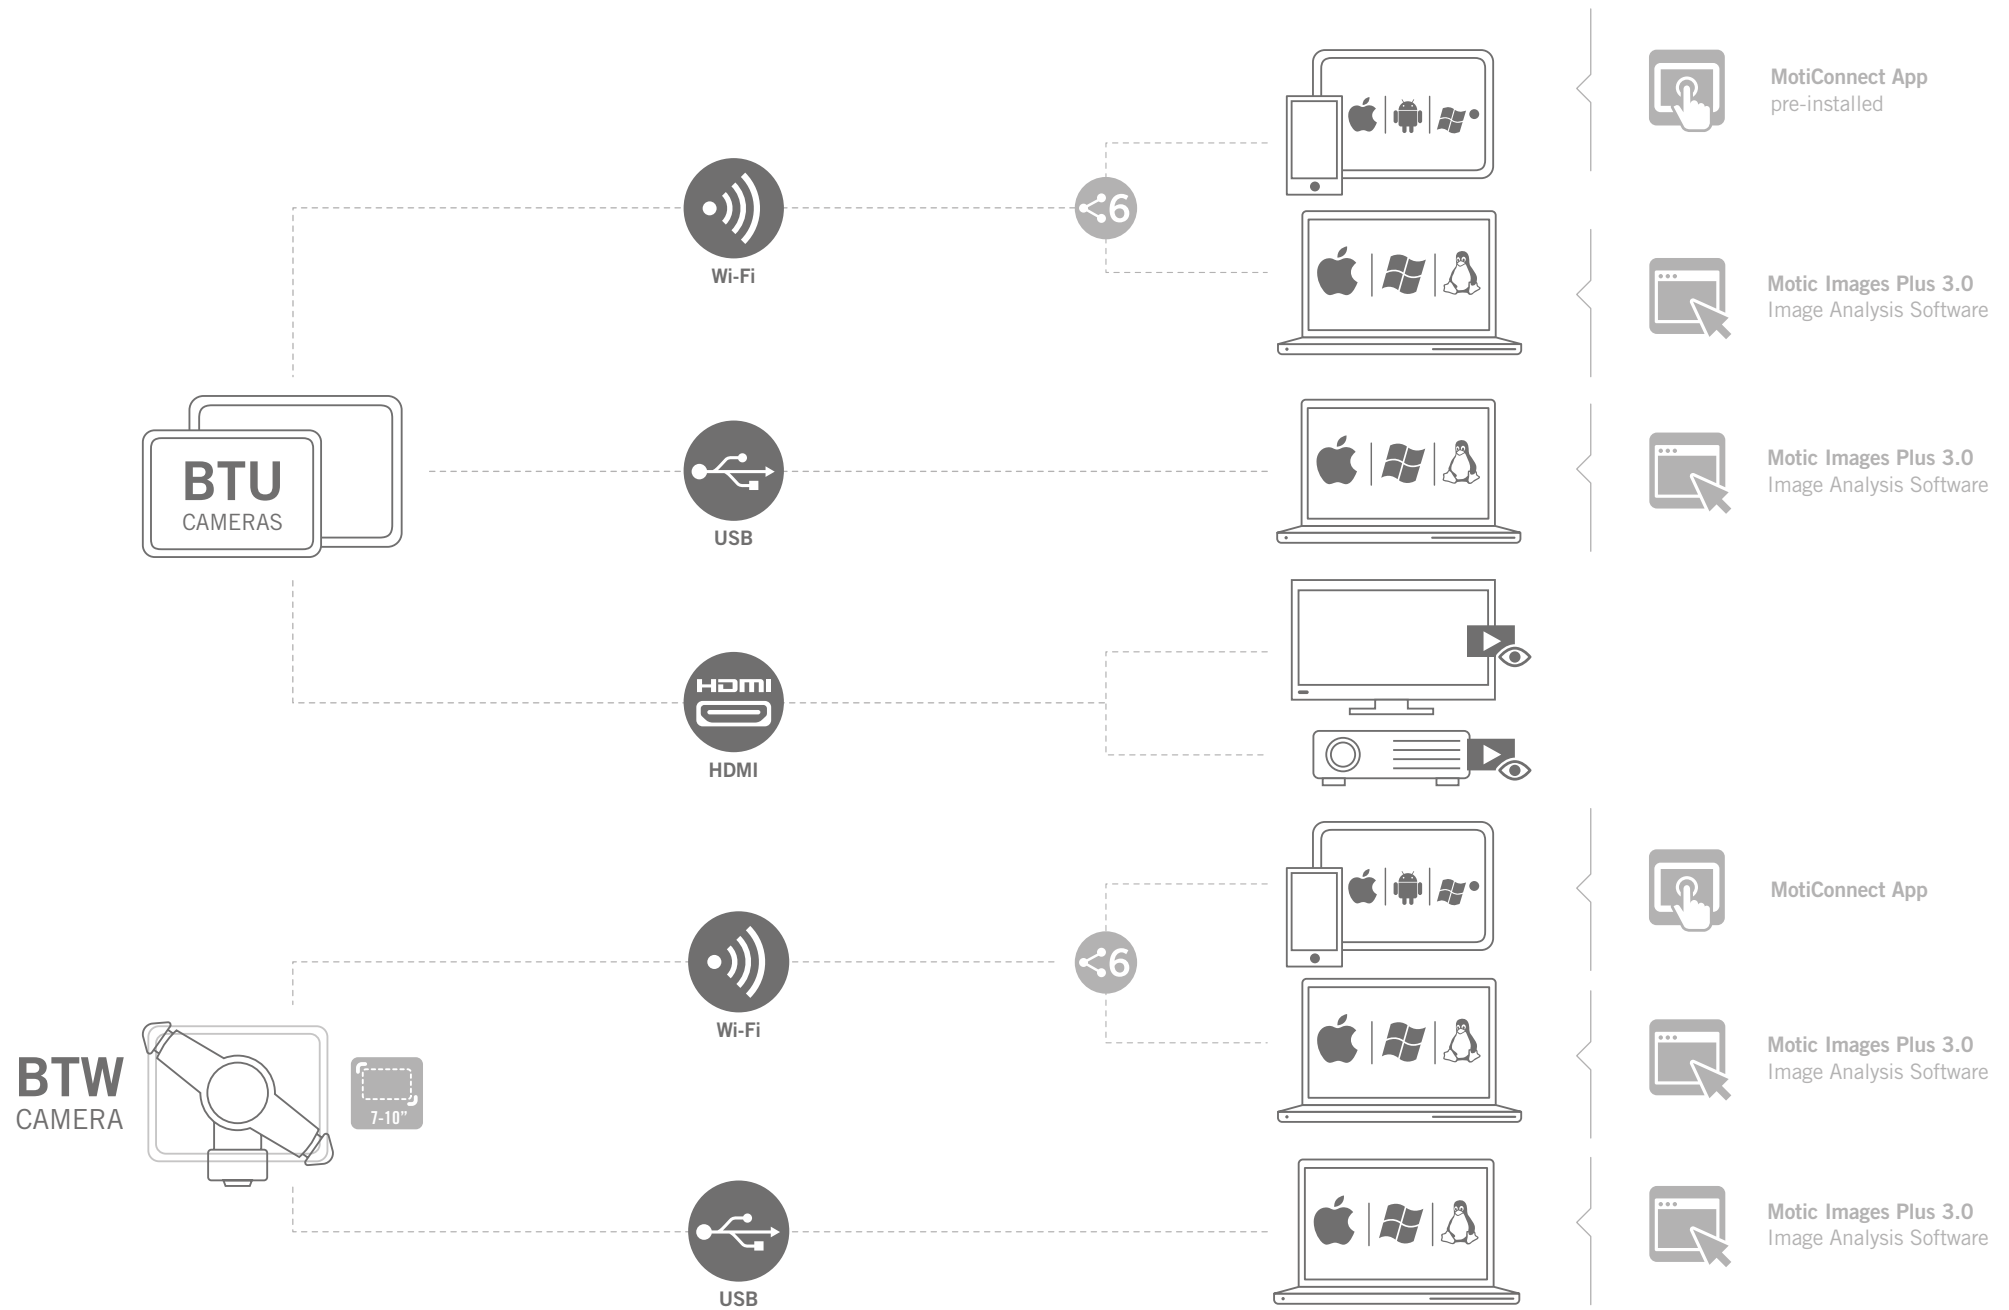 MotiConnect App
pre-installed
6
Wi-Fi
Motic Images Plus 3.0
Image Analysis Software
BTU
CAMERAS
USB
Motic Images Plus 3.0
Image Analysis Software
HDMI
HDMI
MotiConnect App
6
Wi-Fi
BTW
CAMERA
7-10"
Motic Images Plus 3.0
Image Analysis Software
USB
Motic Images Plus 3.0
Image Analysis Software